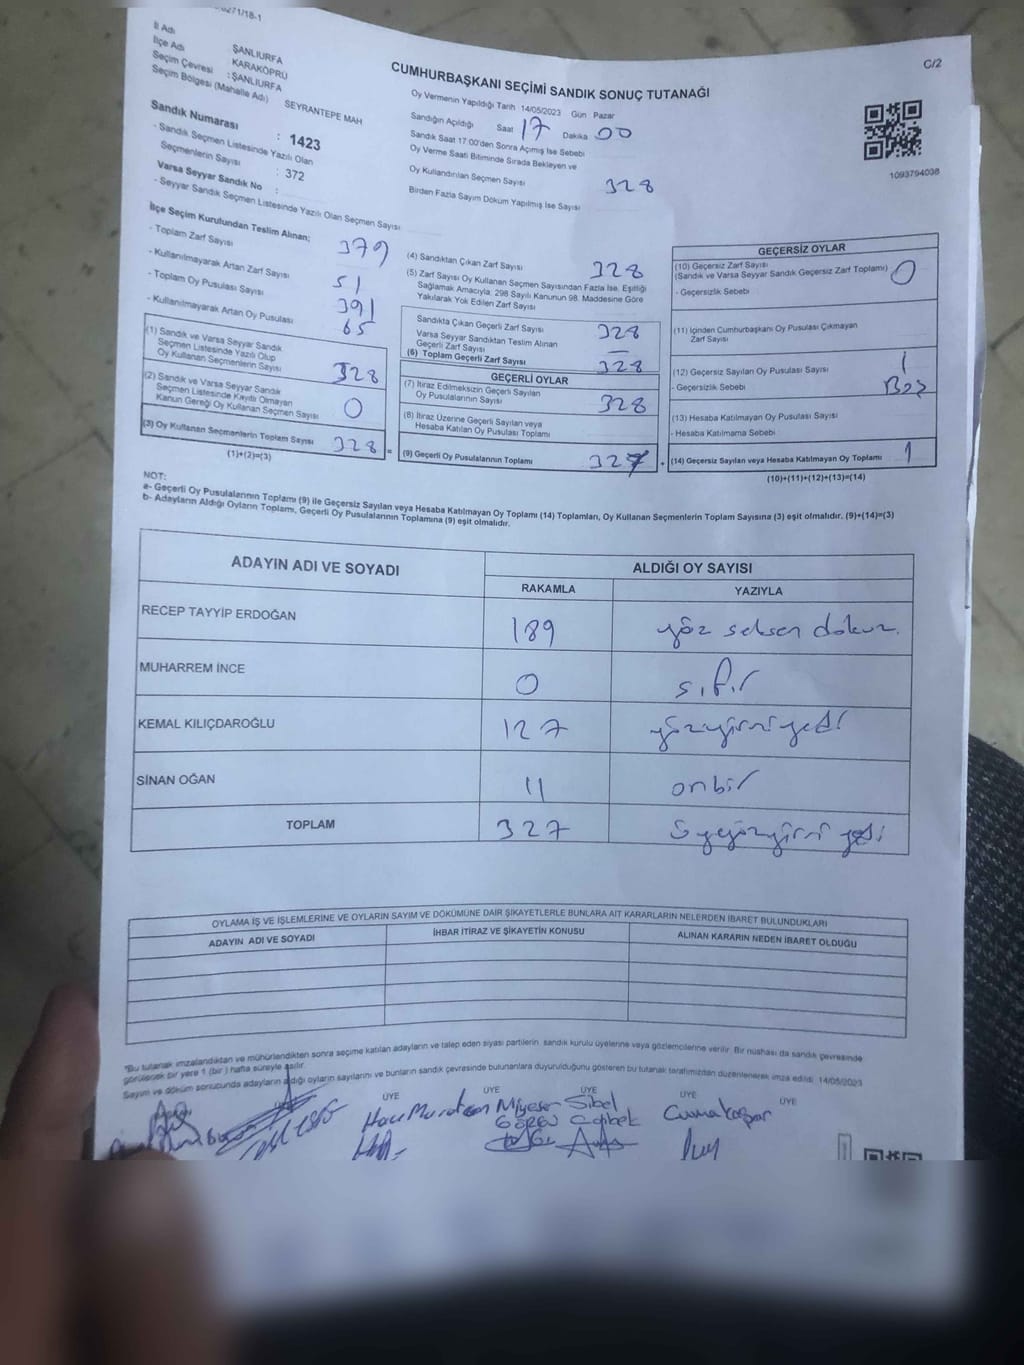 6271/18-1
C/2
İl Adı
İlçe Adı : ŞANLIURFA
Seçim Çevresi : KARAKÖPRÜ
Seçim Bölgesi (Mahalle Adı) : ŞANLIURFA
SEYRANTEPE MAH
CUMHURBAŞKANI SEÇİMİ SANDIK SONUÇ TUTANAĞI
Oy Vermenin Yapıldığı Tarih 14/05/2023 Gün Pazar
Sandığın Açıldığı Saat 17 Dakika 00
Sandık Saat 17:00'den Sonra Açılmış İse Sebebi
Oy Verme Saati Bitiminde Sırada Bekleyen ve
Oy Kullandırılan Seçmen Sayısı 328
Birden Fazla Sayım Döküm Yapılmış İse Sayısı
1093794038
Sandık Numarası : 1423
- Sandık Seçmen Listesinde Yazılı Olan
Seçmenlerin Sayısı : 372
Varsa Seyyar Sandık No :
- Seyyar Sandık Seçmen Listesinde Yazılı Olan Seçmen Sayısı :
İlçe Seçim Kurulundan Teslim Alınan;
- Toplam Zarf Sayısı 379
- Kullanılmayarak Artan Zarf Sayısı 51
- Toplam Oy Pusulası Sayısı 391
- Kullanılmayarak Artan Oy Pusulası 65
(1) Sandık ve Varsa Seyyar Sandık
Seçmen Listesinde Yazılı Olup
Oy Kullanan Seçmenlerin Sayısı 328
(2) Sandık ve Varsa Seyyar Sandık
Seçmen Listesinde Kayıtlı Olmayan
Kanun Gereği Oy Kullanan Seçmen Sayısı 0
(3) Oy Kullanan Seçmenlerin Toplam Sayısı 328 =
(1)+(2)=(3)
(4) Sandıktan Çıkan Zarf Sayısı 328
(5) Zarf Sayısı Oy Kullanan Seçmen Sayısından Fazla İse, Eşitliği
Sağlamak Amacıyla, 298 Sayılı Kanunun 98. Maddesine Göre
Yakılarak Yok Edilen Zarf Sayısı
Sandıkta Çıkan Geçerli Zarf Sayısı 328
Varsa Seyyar Sandıktan Teslim Alınan
Geçerli Zarf Sayısı —
(6) Toplam Geçerli Zarf Sayısı 328
GEÇERLİ OYLAR
(7) İtiraz Edilmeksizin Geçerli Sayılan
Oy Pusulalarının Sayısı 328
(8) İtiraz Üzerine Geçerli Sayılan veya
Hesaba Katılan Oy Pusulası Toplamı
(9) Geçerli Oy Pusulalarının Toplamı 327 +
GEÇERSİZ OYLAR
(10) Geçersiz Zarf Sayısı
(Sandık ve Varsa Seyyar Sandık Geçersiz Zarf Toplamı) 0
- Geçersizlik Sebebi
(11) İçinden Cumhurbaşkanı Oy Pusulası Çıkmayan
Zarf Sayısı
(12) Geçersiz Sayılan Oy Pusulası Sayısı 1
- Geçersizlik Sebebi Boş
(13) Hesaba Katılmayan Oy Pusulası Sayısı
- Hesaba Katılmama Sebebi
(14) Geçersiz Sayılan veya Hesaba Katılmayan Oy Toplamı 1
(10)+(11)+(12)+(13)=(14)
NOT:
a- Geçerli Oy Pusulalarının Toplamı (9) ile Geçersiz Sayılan veya Hesaba Katılmayan Oy Toplamı (14) Toplamları, Oy Kullanan Seçmenlerin Toplam Sayısına (3) eşit olmalıdır. (9)+(14)=(3)
b- Adayların Aldığı Oyların Toplamı, Geçerli Oy Pusulalarının Toplamına (9) eşit olmalıdır.
ADAYIN ADI VE SOYADI ALDIĞI OY SAYISI
RAKAMLA YAZIYLA
RECEP TAYYİP ERDOĞAN 189 yüz seksen dokuz.
MUHARREM İNCE 0 sıfır
KEMAL KILIÇDAROĞLU 127 yüzyirmiyedi
SİNAN OĞAN 11 onbir
TOPLAM 327 üçyüzyirmi yedi
OYLAMA İŞ VE İŞLEMLERİNE VE OYLARIN SAYIM VE DÖKÜMÜNE DAİR ŞİKAYETLERLE BUNLARA AİT KARARLARIN NELERDEN İBARET BULUNDUKLARI
ADAYIN ADI VE SOYADI İHBAR İTİRAZ VE ŞİKAYETİN KONUSU ALINAN KARARIN NEDEN İBARET OLDUĞU
*Bu tutanak imzalandıktan ve mühürlendikten sonra seçime katılan adayların ve talep eden siyasi partilerin, sandık kurulu üyelerine veya gözlemcilerine verilir. Bir nüshası da sandık çevresinde
görülecek bir yere 1 (bir) hafta süreyle asılır.
Sayım ve döküm sonucunda adayların aldığı oyların sayılarını ve bunların sandık çevresinde bulunanlara duyurulduğunu gösteren bu tutanak tarafımızdan düzenlenerek imza edildi. 14/05/2023
ÜYE ÜYE ÜYE ÜYE ÜYE
Müyeser Sibel